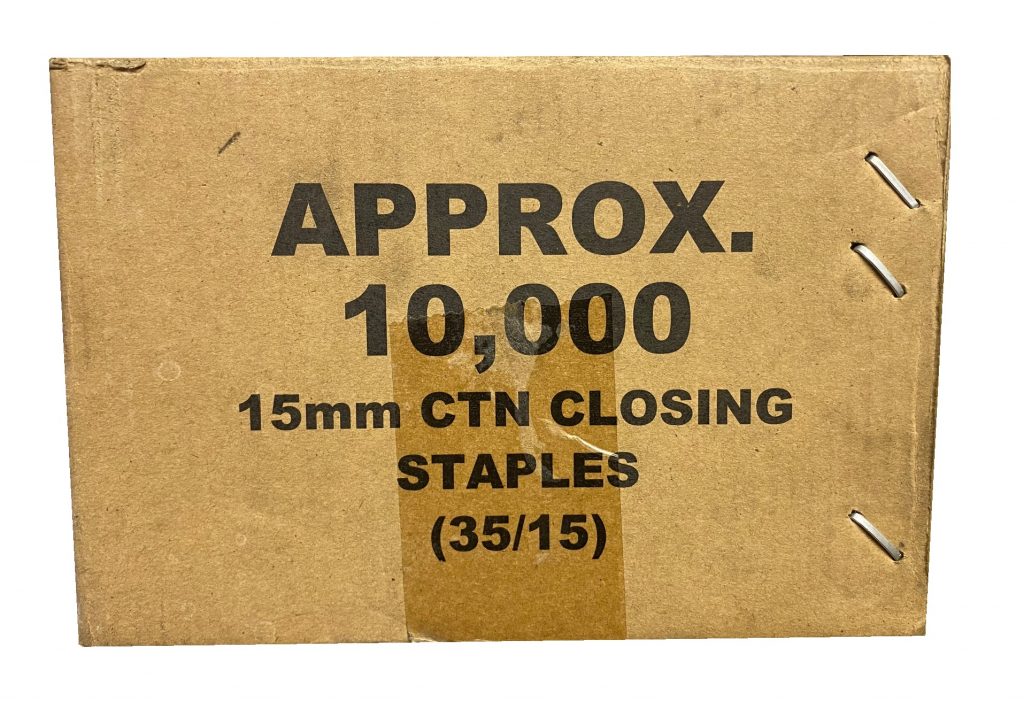 APPROX.
10,000
15mm CTN CLOSING
STAPLES
(35/15)